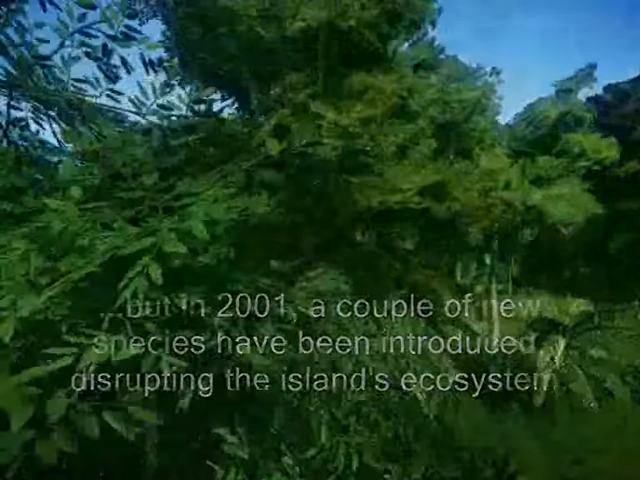 ...but in 2001, a couple of new
species have been introduced
disrupting the island's ecosystem